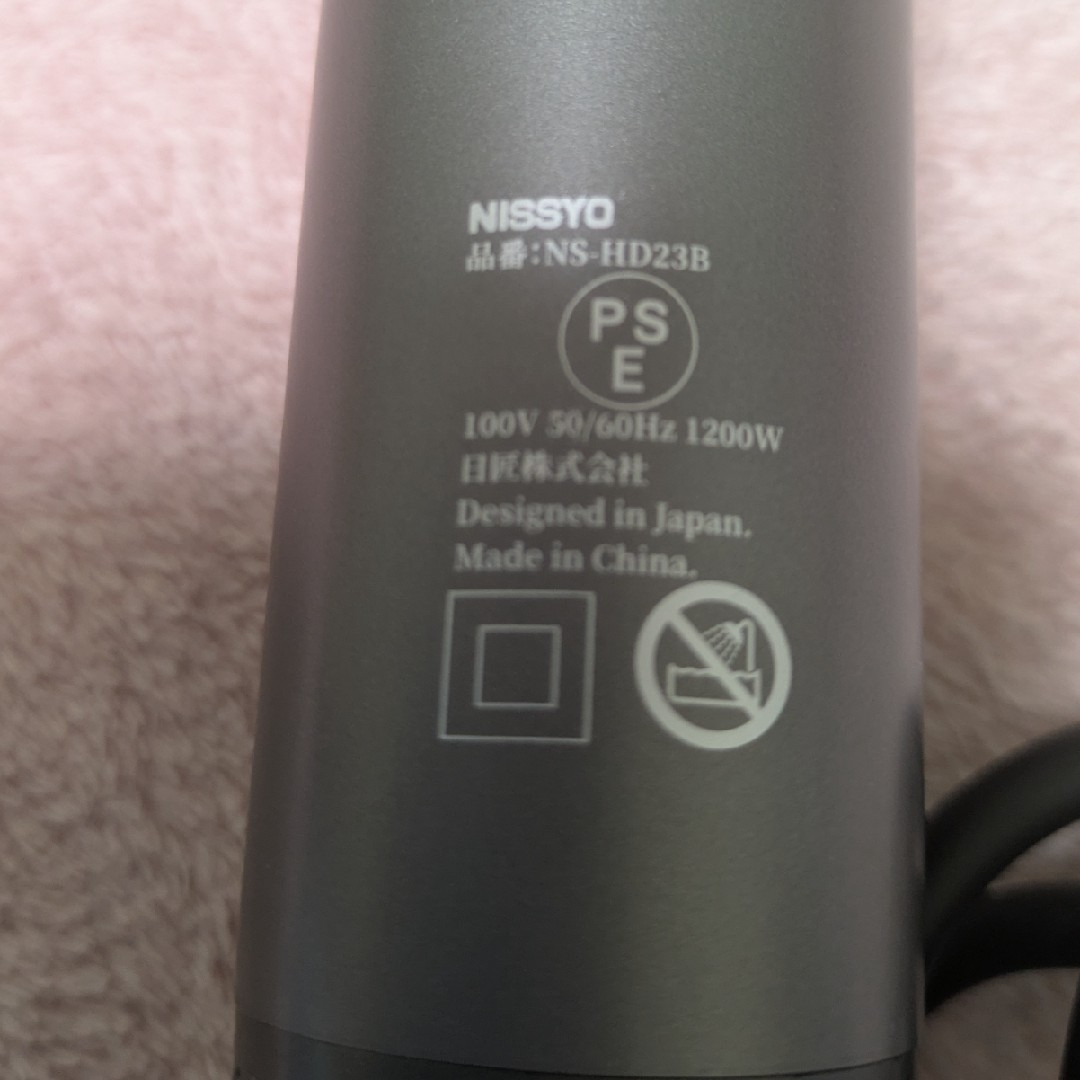 NISSYO
品番:NS-HD23B
PS
E
100V 50/60Hz 1200W
日匠株式会社
Designed in Japan.
Made in China.